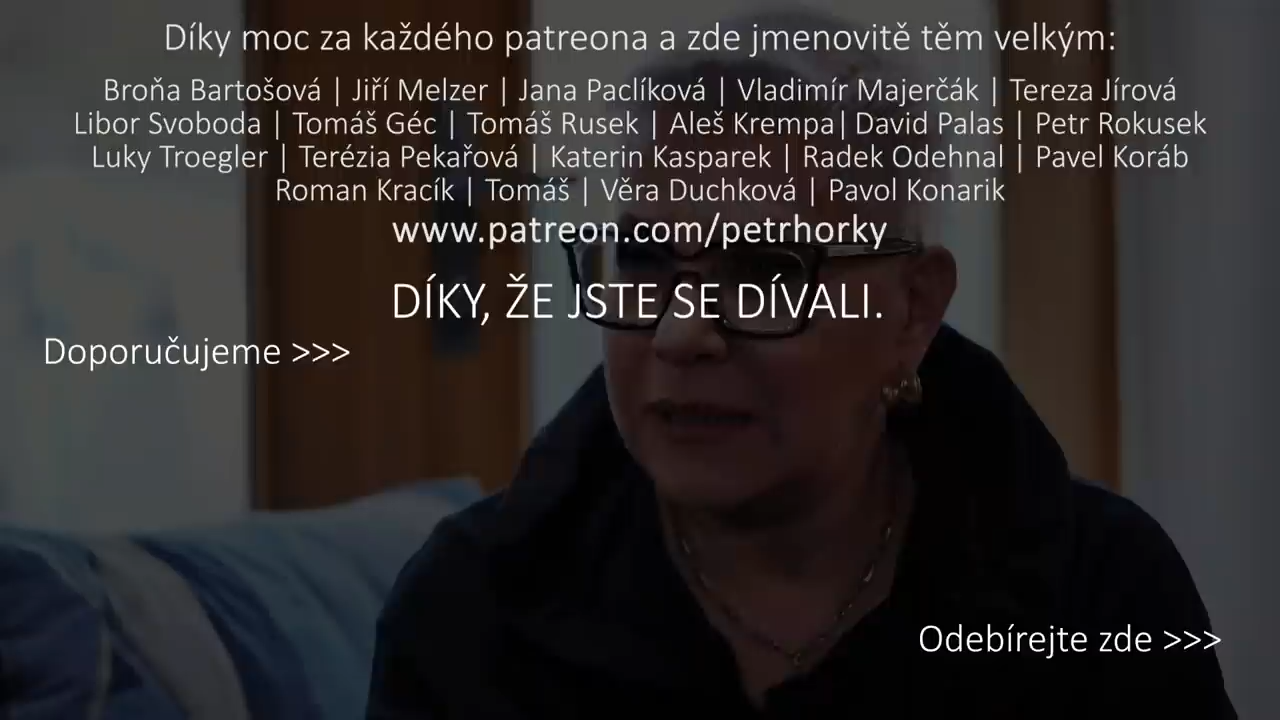 Díky moc za každého patreona a zde jmenovitě těm velkým:
Broňa Bartošová | Jiří Melzer | Jana Paclíková | Vladimír Majerčák | Tereza Jírová
Libor Svoboda | Tomáš Géc | Tomáš Rusek | Aleš Krempa| David Palas | Petr Rokusek
Luky Troegler | Terézia Pekařová | Katerin Kasparek | Radek Odehnal | Pavel Koráb
Roman Kracík | Tomáš | Věra Duchková | Pavol Konarik
www.patreon.com/petrhorky
DÍKY, ŽE JSTE SE DÍVALI.
Doporučujeme >>>
Odebírejte zde >>>